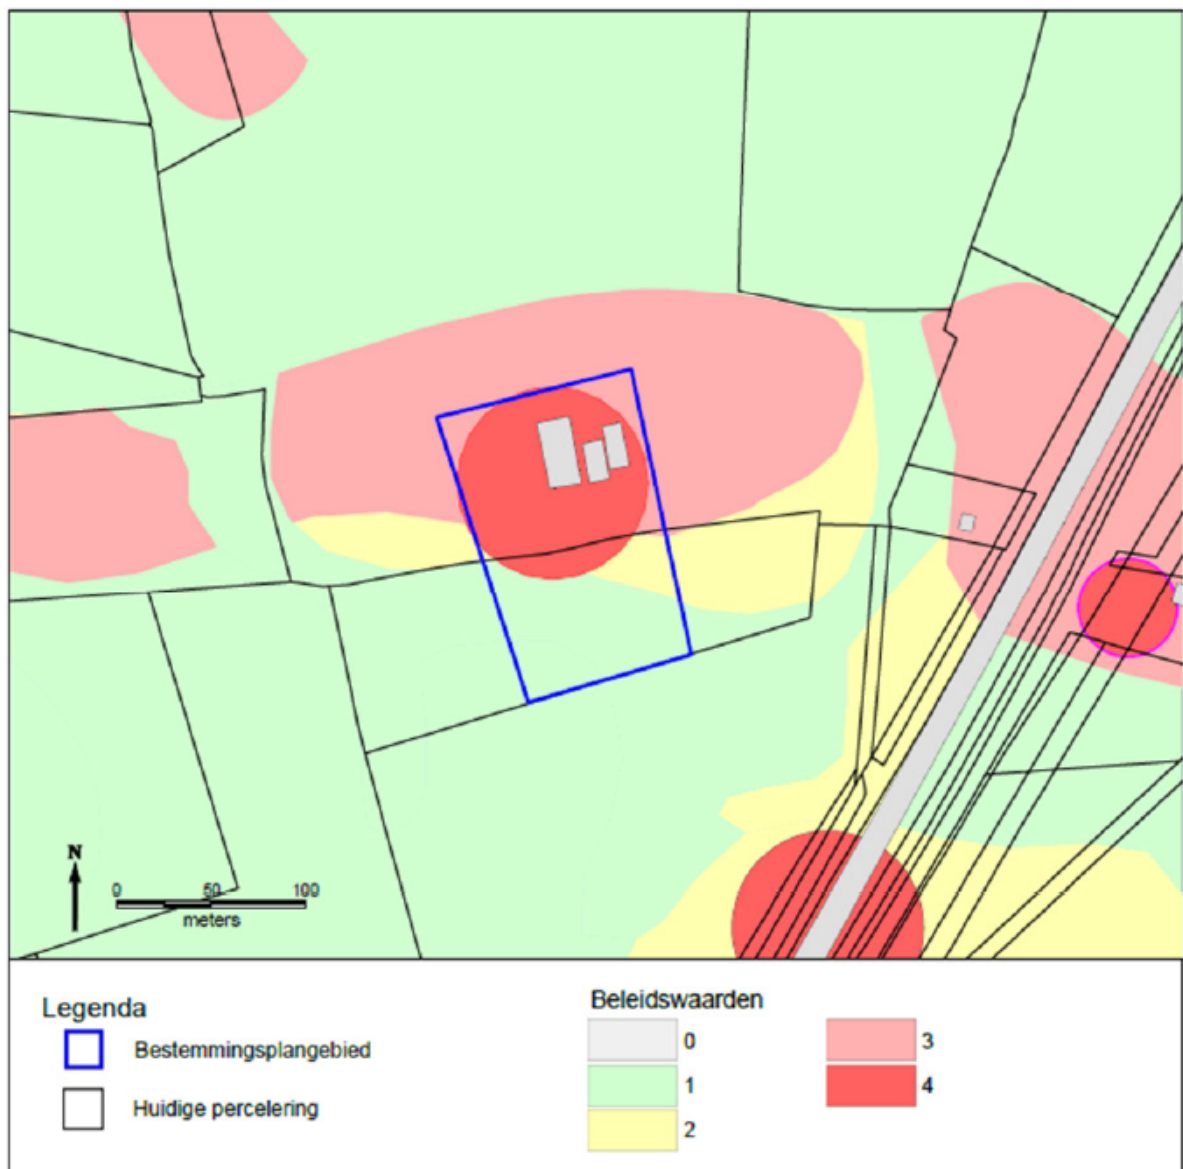 N
0 50 100
meters
Legenda
Bestemmingsplangebied
Huidige percelering
Beleidswaarden
0
1
2
3
4